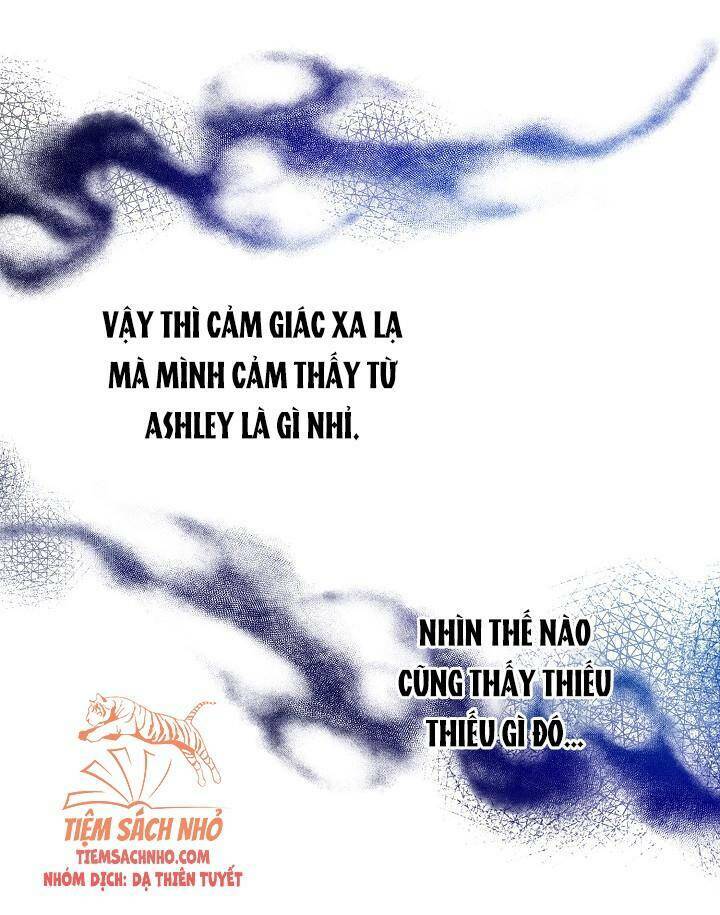 VẬY THÌ CẢM GIÁC XA LẠ
MÀ MÌNH CẢM THẤY TỪ
ASHLEY LÀ GÌ NHỈ.
NHÌN THẾ NÀO
CŨNG THẤY THIẾU
THIẾU GÌ ĐÓ...
TIỆM SÁCH NHỎ
TIEMSACHNHO.COM
NHÓM DỊCH: DẠ THIÊN TUYẾT